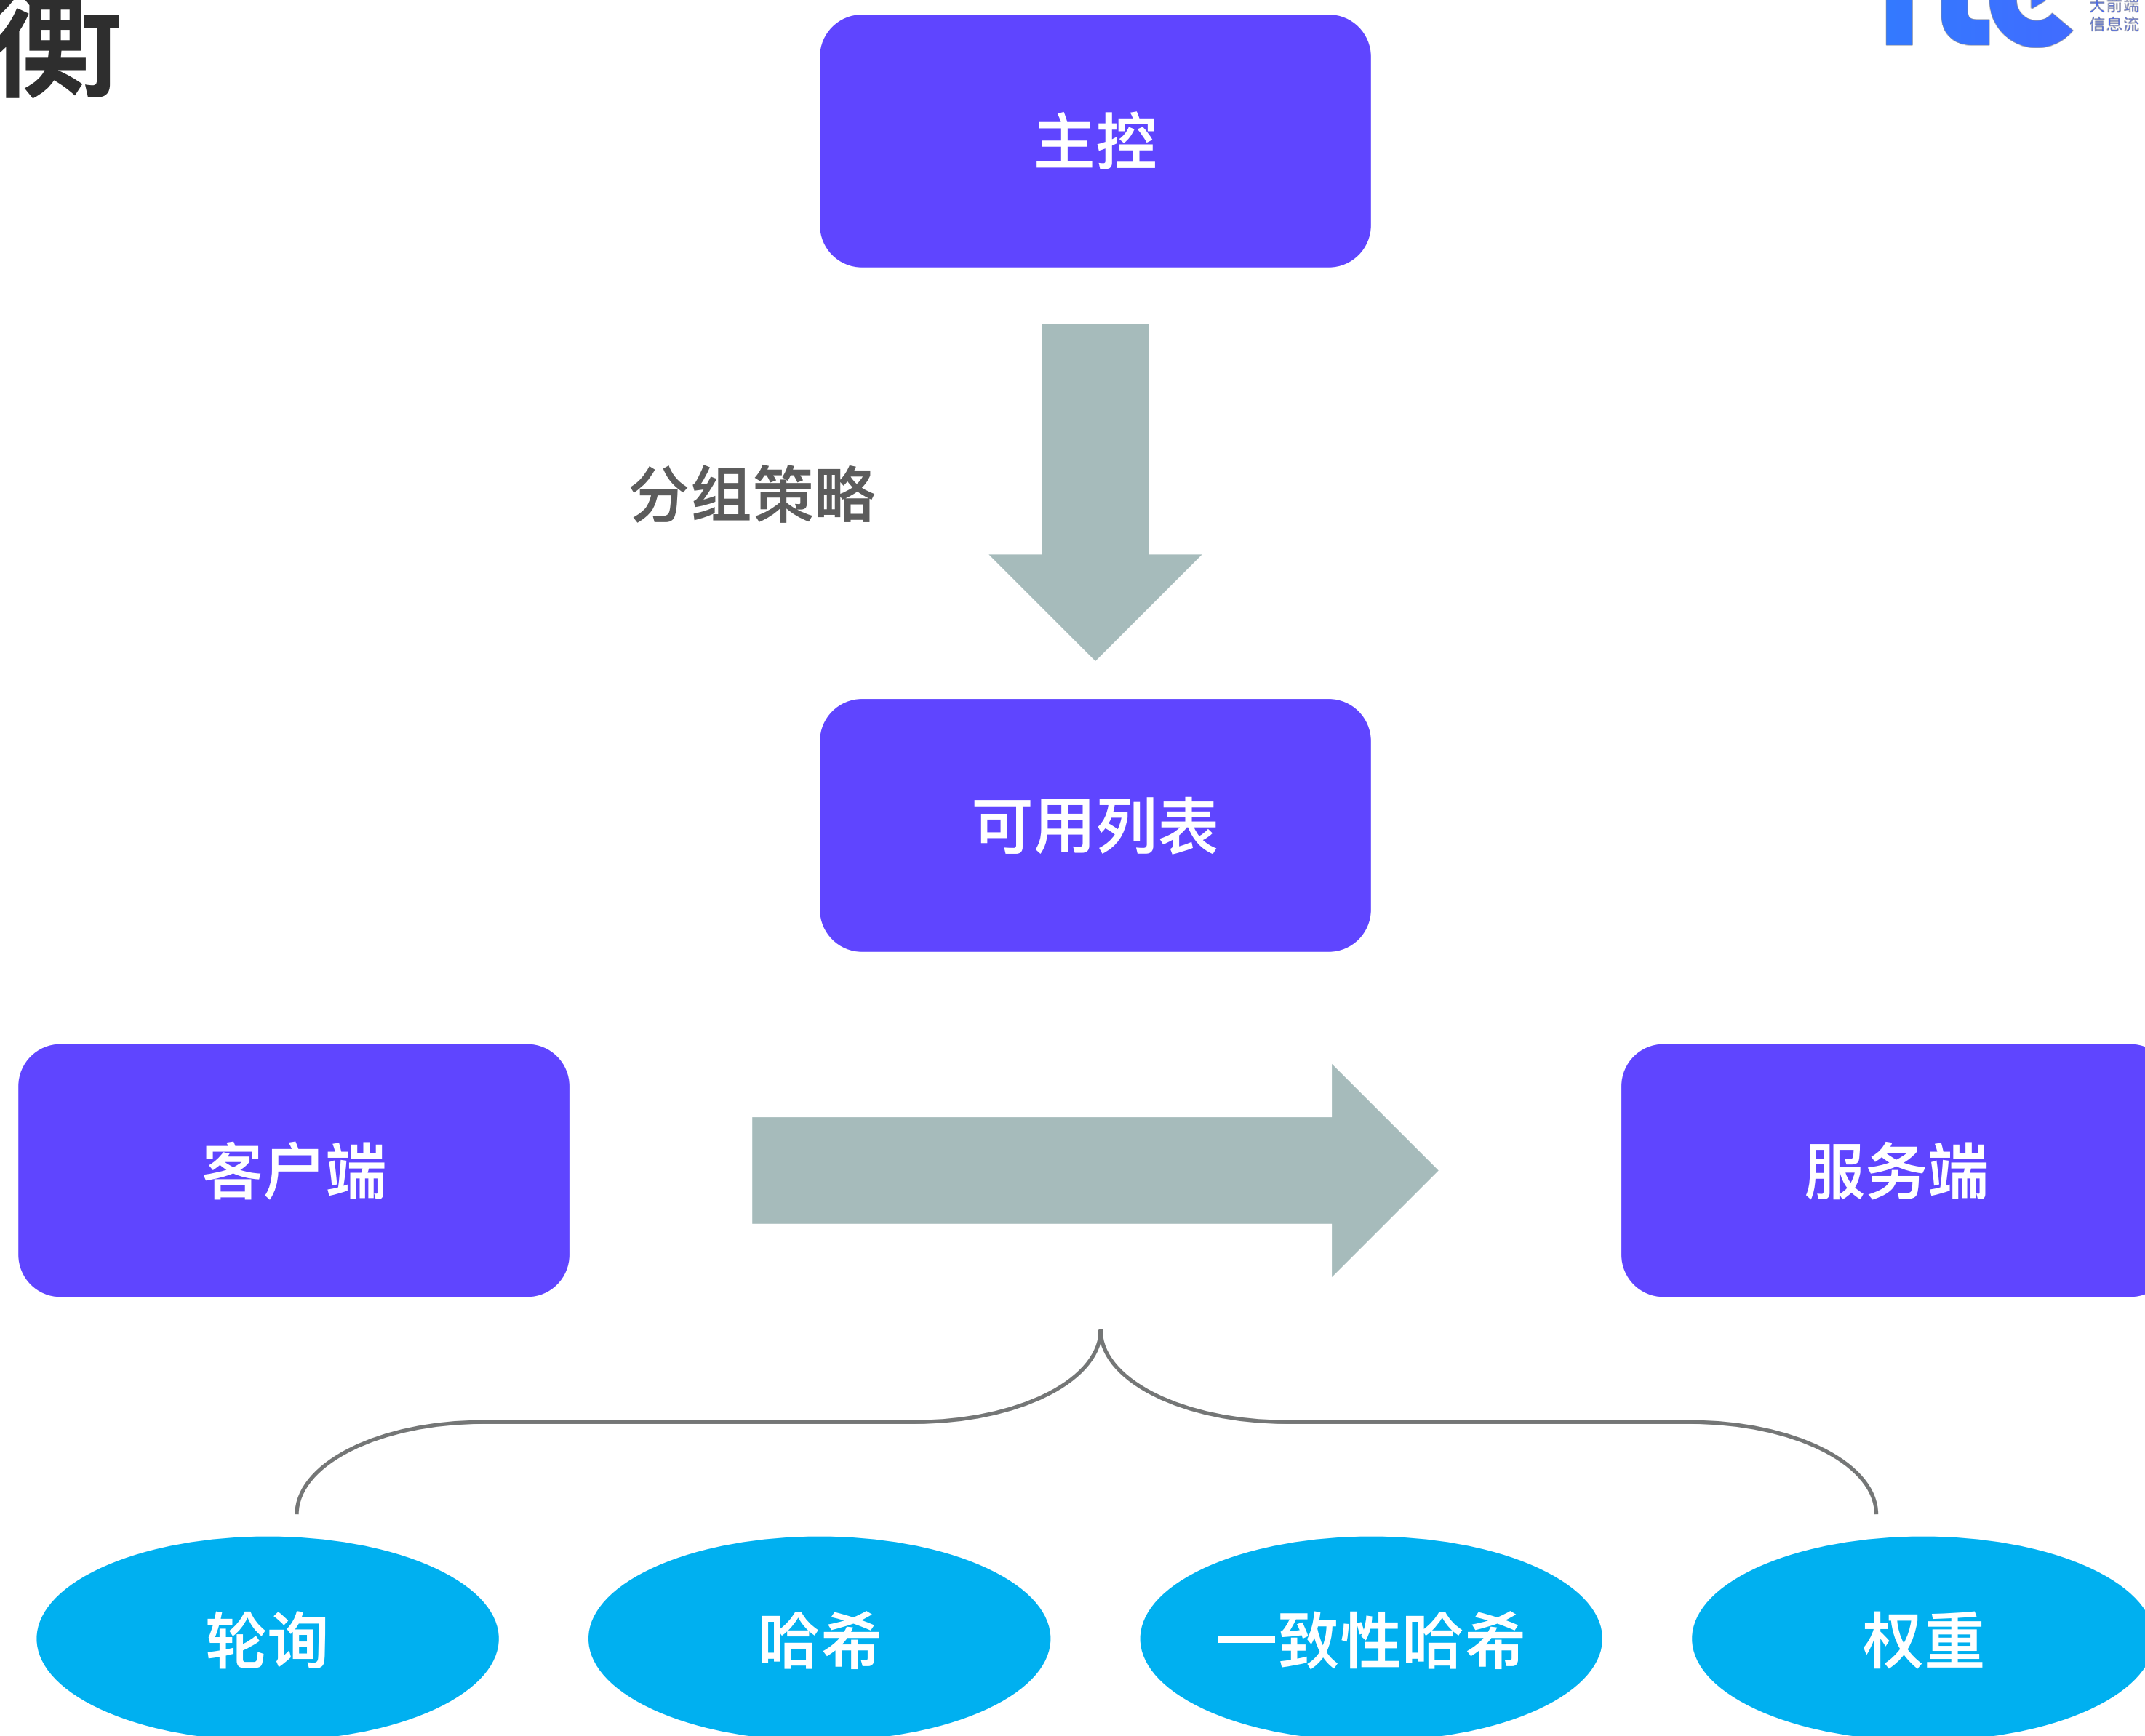 衡
大前端
信息流
主控
分组策略
可用列表
客户端
服务端
轮询
哈希
一致性哈希
权重